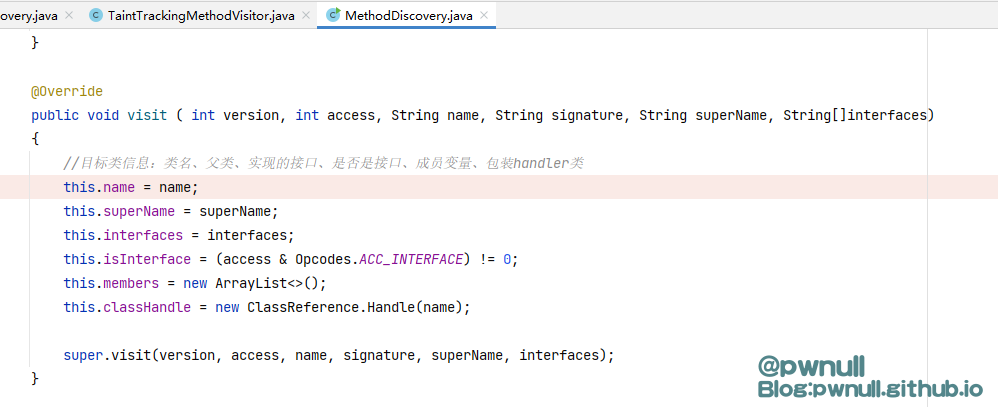 overy.java × TaintTrackingMethodVisitor.java × MethodDiscovery.java ×
}
@Override
public void visit ( int version, int access, String name, String signature, String superName, String[]interfaces)
{
//目标类信息：类名、父类、实现的接口、是否是接口、成员变量、包装handler类
this.name = name;
this.superName = superName;
this.interfaces = interfaces;
this.isInterface = (access & Opcodes.ACC_INTERFACE) != 0;
this.members = new ArrayList<>();
this.classHandle = new ClassReference.Handle(name);
super.visit(version, access, name, signature, superName, interfaces);
}
@pwnull
Blog:pwnull.github.io